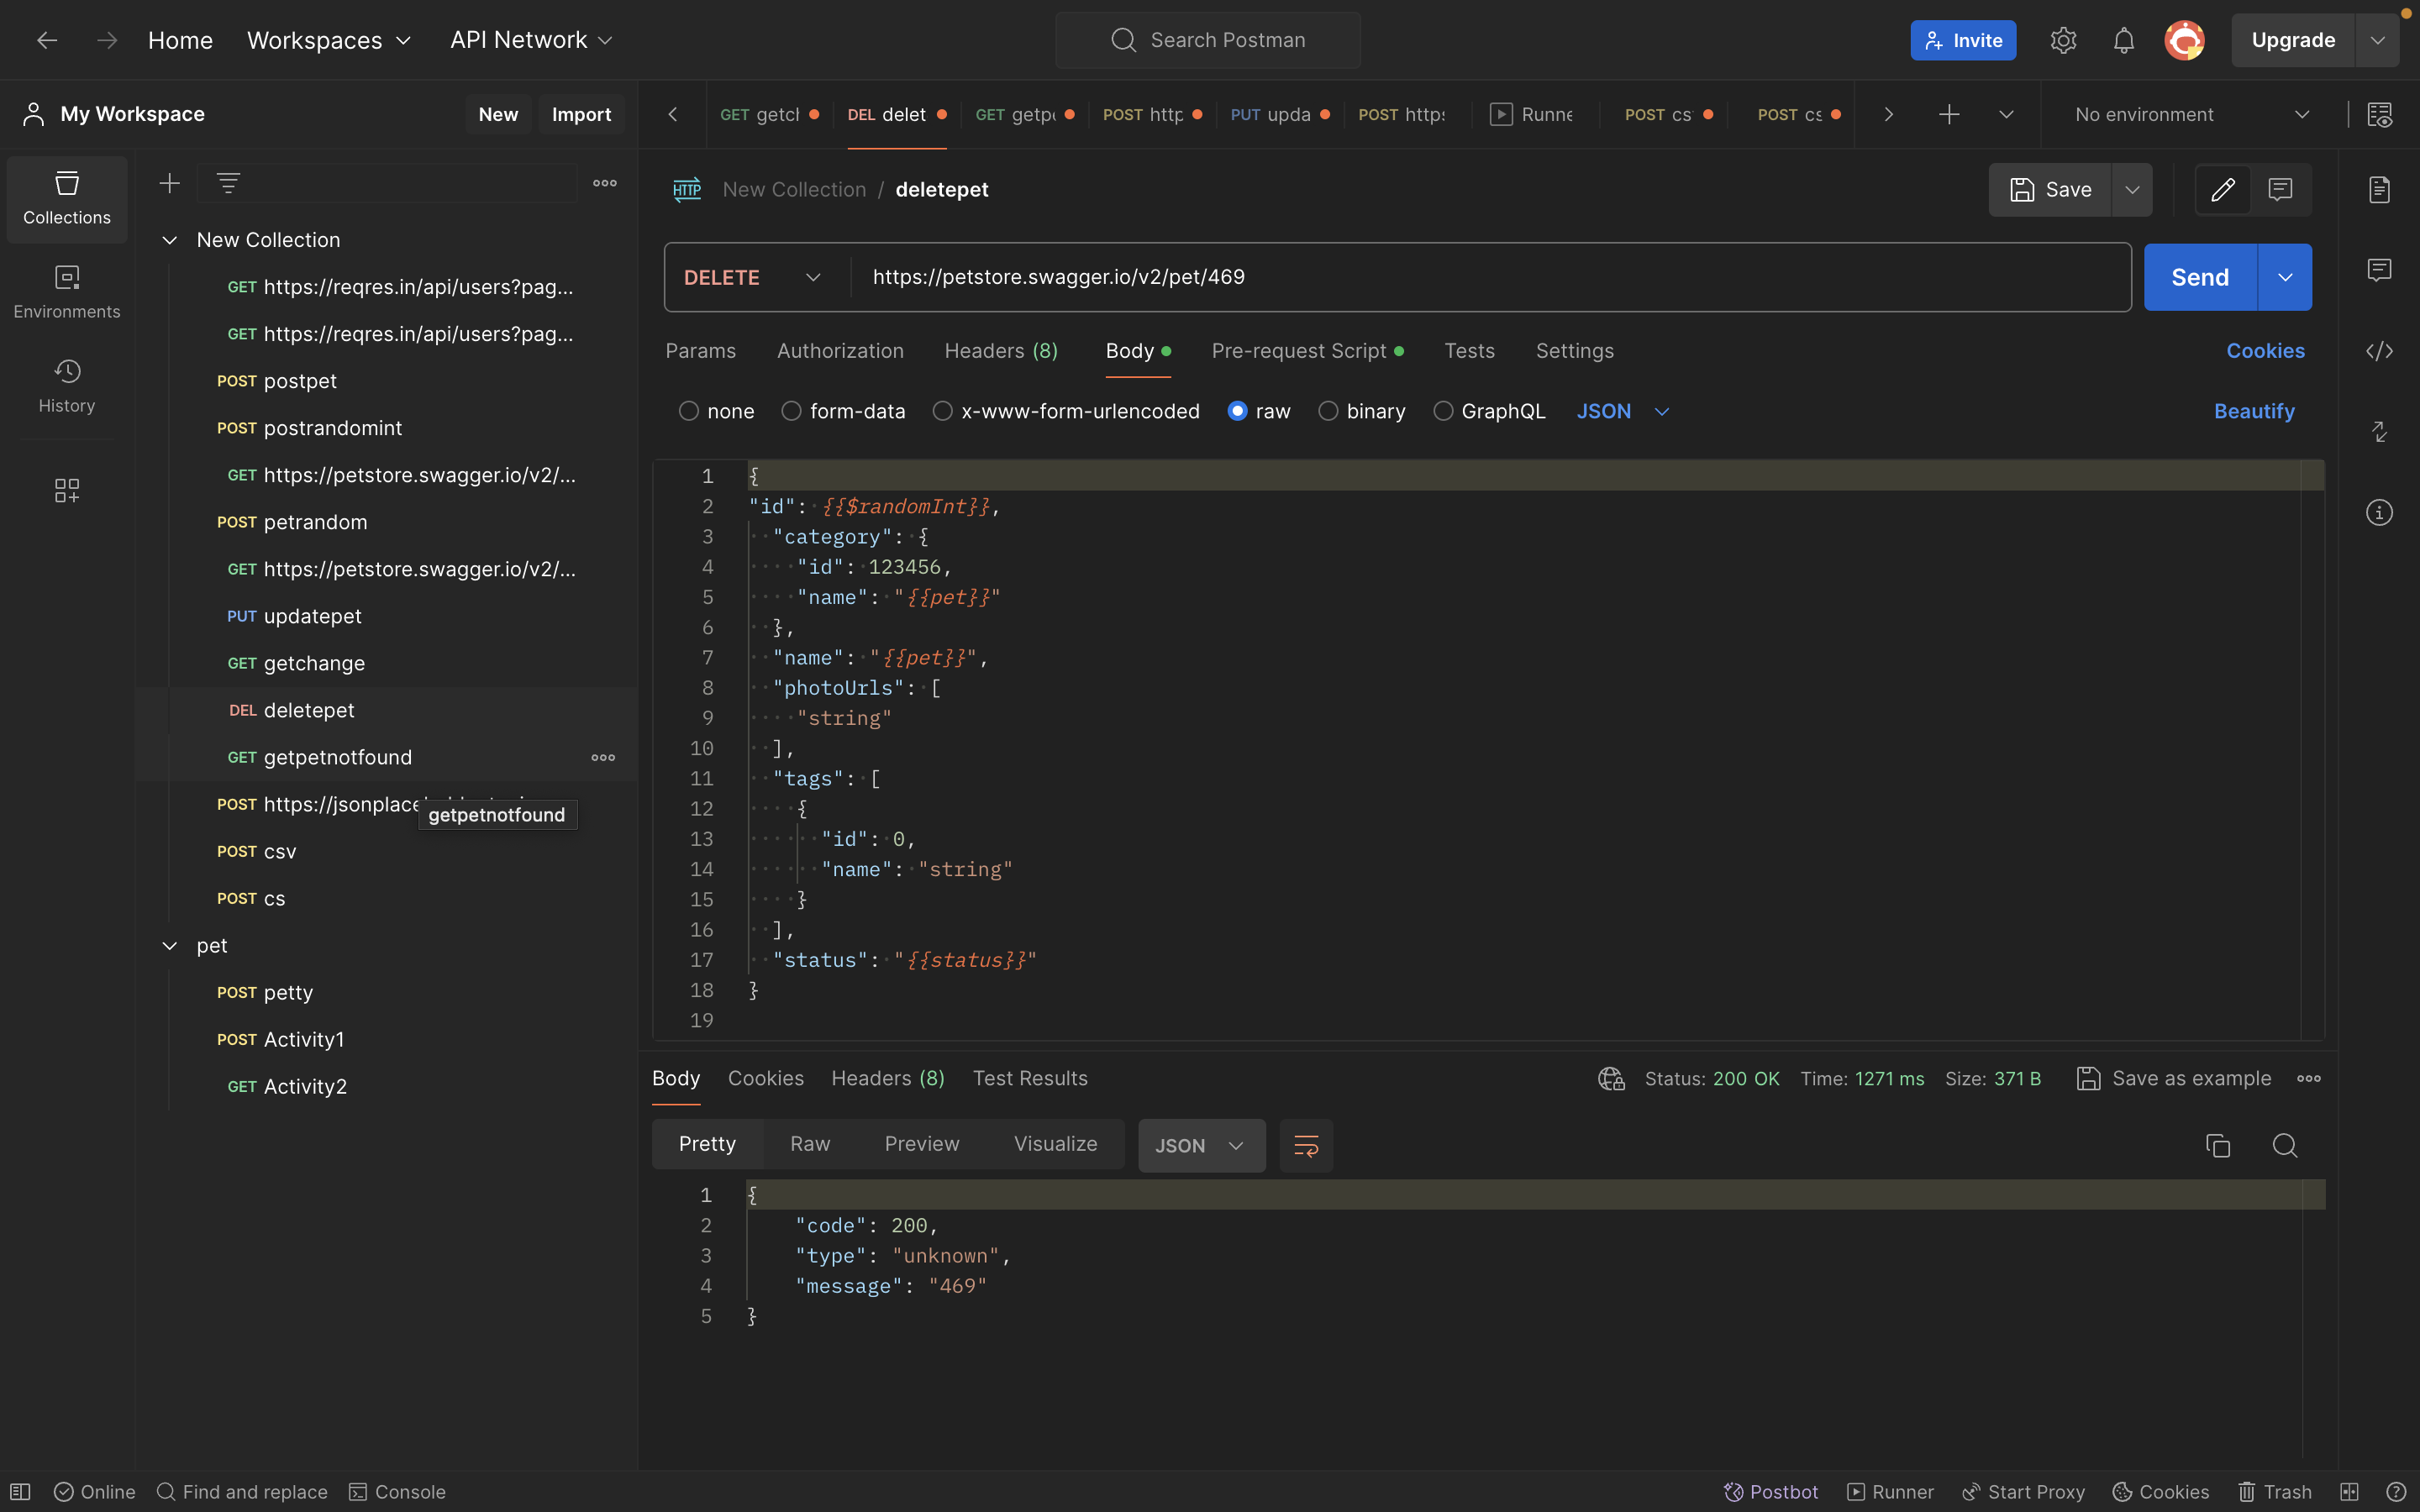 Home Workspaces API Network Search Postman Invite Upgrade
My Workspace New Import
GET getcl DEL delet GET getpe POST http PUT upda POST https Runne POST cs POST cs No environment
Collections
Environments
History
New Collection
GET https://reqres.in/api/users?pag...
GET https://reqres.in/api/users?pag...
POST postpet
POST postrandomint
GET https://petstore.swagger.io/v2/...
POST petrandom
GET https://petstore.swagger.io/v2/...
PUT updatepet
GET getchange
DEL deletepet
GET getpetnotfound
POST https://jsonplace
getpetnotfound
POST csv
POST cs
pet
POST petty
POST Activity1
GET Activity2
HTTP New Collection / deletepet Save
DELETE https://petstore.swagger.io/v2/pet/469 Send
Params Authorization Headers (8) Body Pre-request Script Tests Settings Cookies
none form-data x-www-form-urlencoded raw binary GraphQL JSON Beautify
1 {
2 "id": {{$randomInt}},
3 "category": {
4 "id": 123456,
5 "name": "{{pet}}"
6 },
7 "name": "{{pet}}",
8 "photoUrls": [
9 "string"
10 ],
11 "tags": [
12 {
13 "id": 0,
14 "name": "string"
15 }
16 ],
17 "status": "{{status}}"
18 }
19
Body Cookies Headers (8) Test Results Status: 200 OK Time: 1271 ms Size: 371 B Save as example
Pretty Raw Preview Visualize JSON
1 {
2 "code": 200,
3 "type": "unknown",
4 "message": "469"
5 }
Online Find and replace Console Postbot Runner Start Proxy Cookies Trash